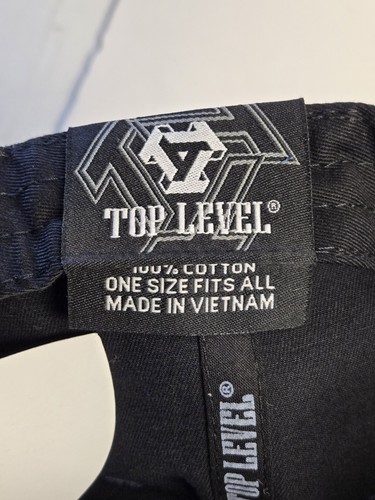 TOP LEVEL®
100% COTTON
ONE SIZE FITS ALL
MADE IN VIETNAM
TOP LEVEL®